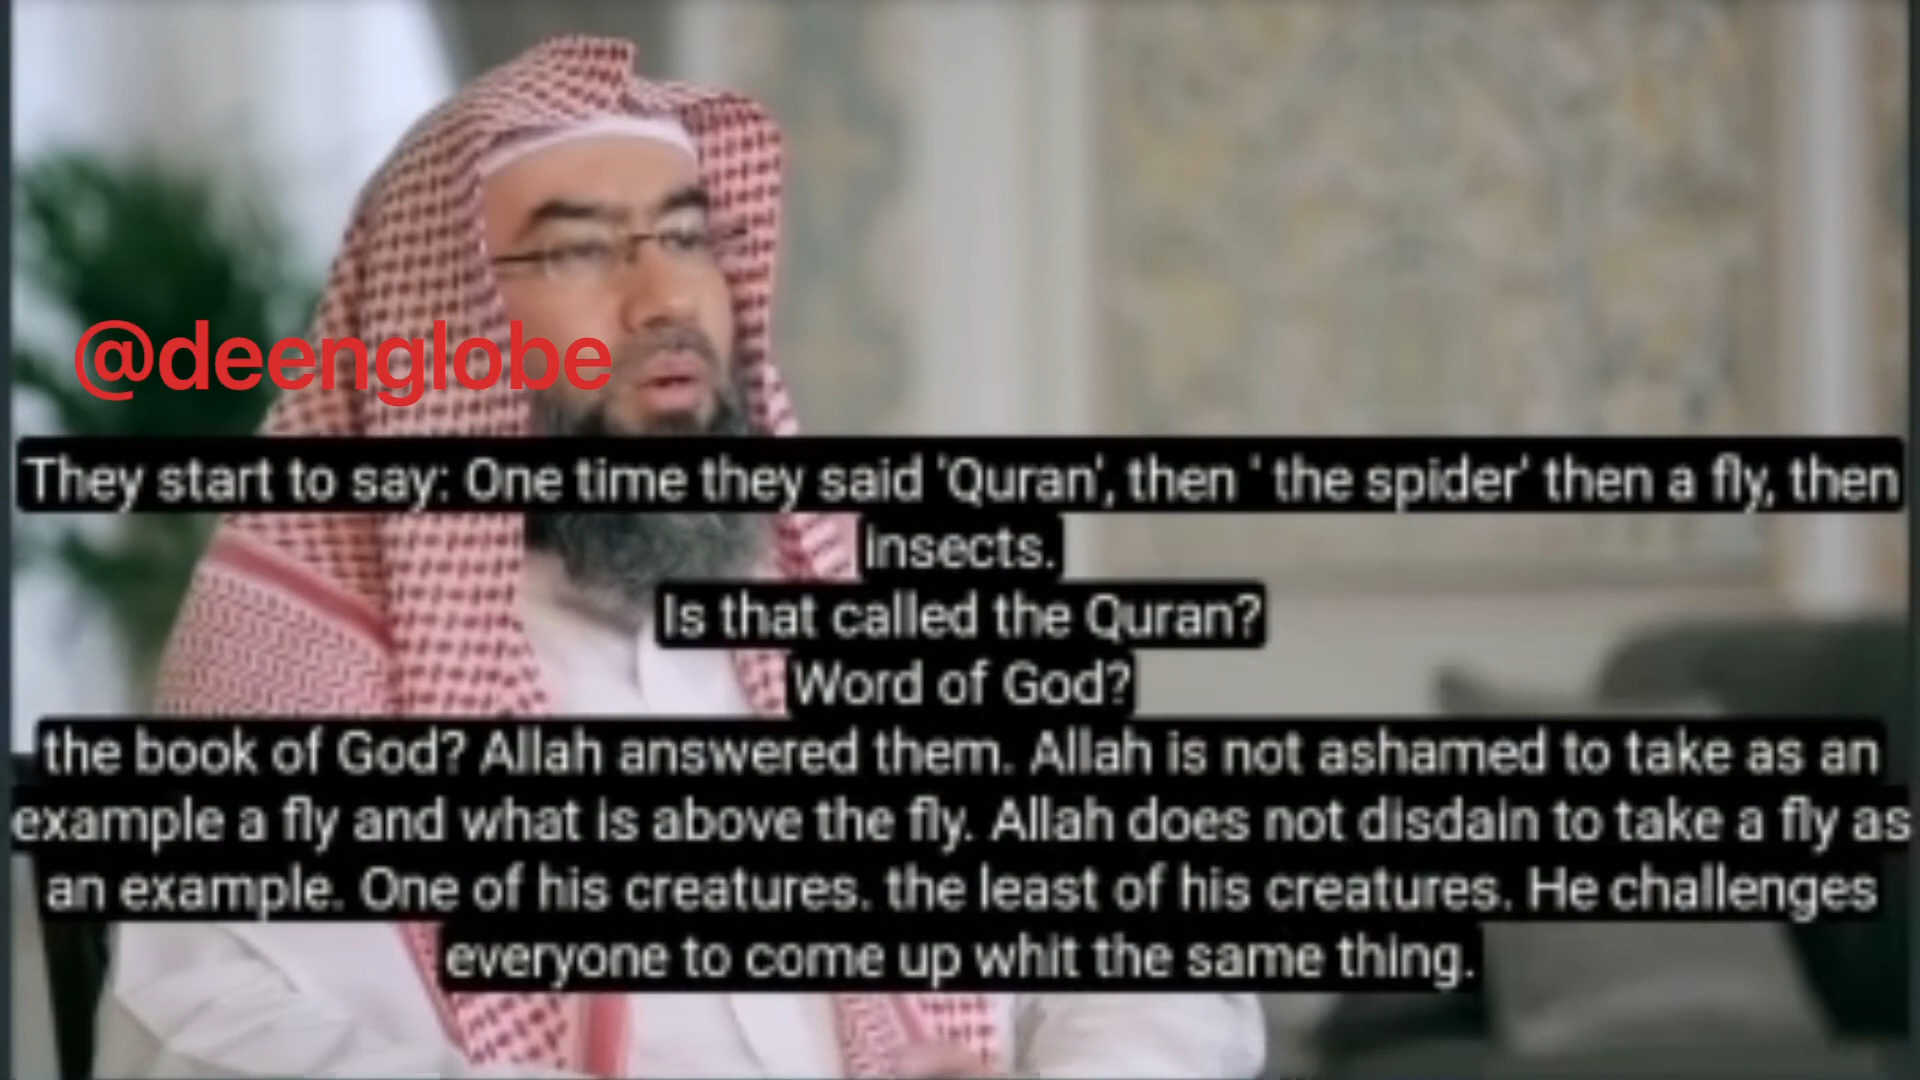 @deenglobe
They start to say: One time they said 'Quran', then ' the spider' then a fly, then
insects.
Is that called the Quran?
Word of God?
the book of God? Allah answered them. Allah is not ashamed to take as an
example a fly and what is above the fly. Allah does not disdain to take a fly as
an example. One of his creatures. the least of his creatures. He challenges
everyone to come up whit the same thing.